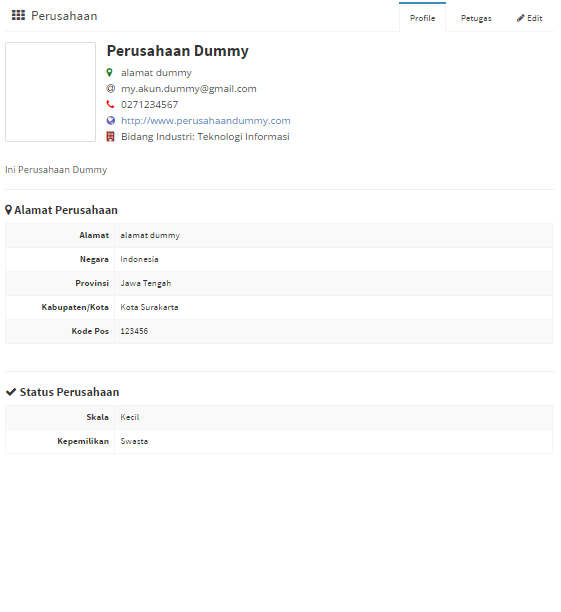 Perusahaan
Profile Petugas Edit
Perusahaan Dummy
alamat dummy
my.akun.dummy@gmail.com
0271234567
http://www.perusahaandummy.com
Bidang Industri: Teknologi Informasi
Ini Perusahaan Dummy
Alamat Perusahaan
Alamat alamat dummy
Negara Indonesia
Provinsi Jawa Tengah
Kabupaten/Kota Kota Surakarta
Kode Pos 123456
Status Perusahaan
Skala Kecil
Kepemilikan Swasta